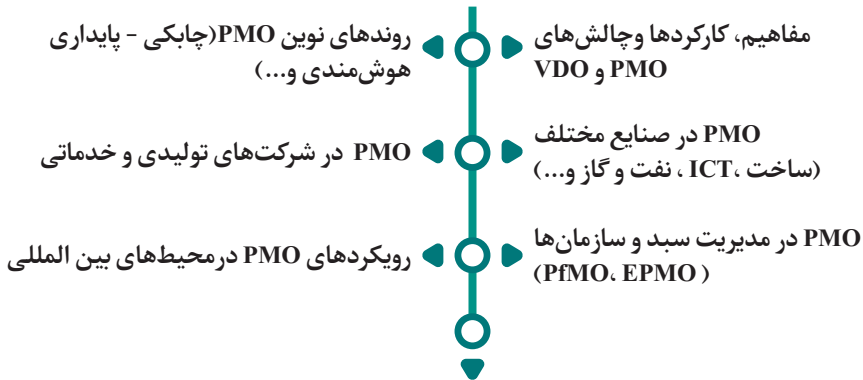 مفاهیم، کارکردها وچالش‌های
PMO و VDO
روندهای نوین PMO(چابکی - پایداری
هوش‌مندی و...)
PMO در صنایع مختلف
(ساخت ،ICT ، نفت و گاز و...)
PMO در شرکت‌های تولیدی و خدماتی
PMO در مدیریت سبد و سازمان‌ها
(PfMO، EPMO )
رویکردهای PMO درمحیط‌های بین المللی